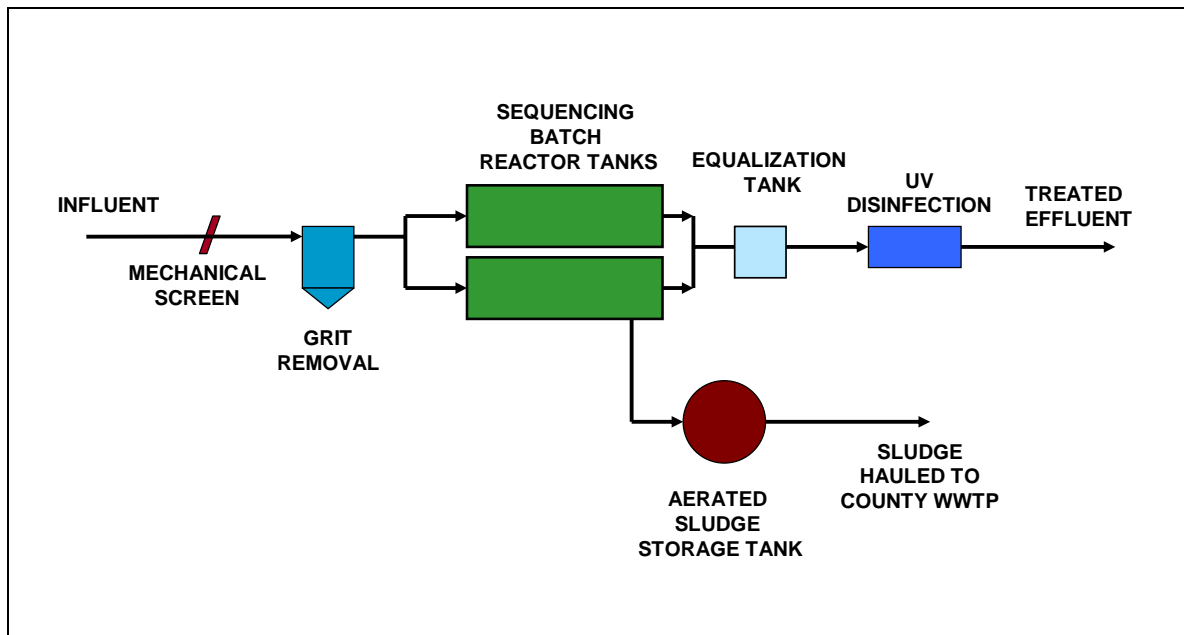 SEQUENCING
BATCH
REACTOR TANKS
EQUALIZATION
TANK
UV
DISINFECTION
TREATED
EFFLUENT
INFLUENT
MECHANICAL
SCREEN
GRIT
REMOVAL
SLUDGE
HAULED TO
COUNTY WWTP
AERATED
SLUDGE
STORAGE TANK